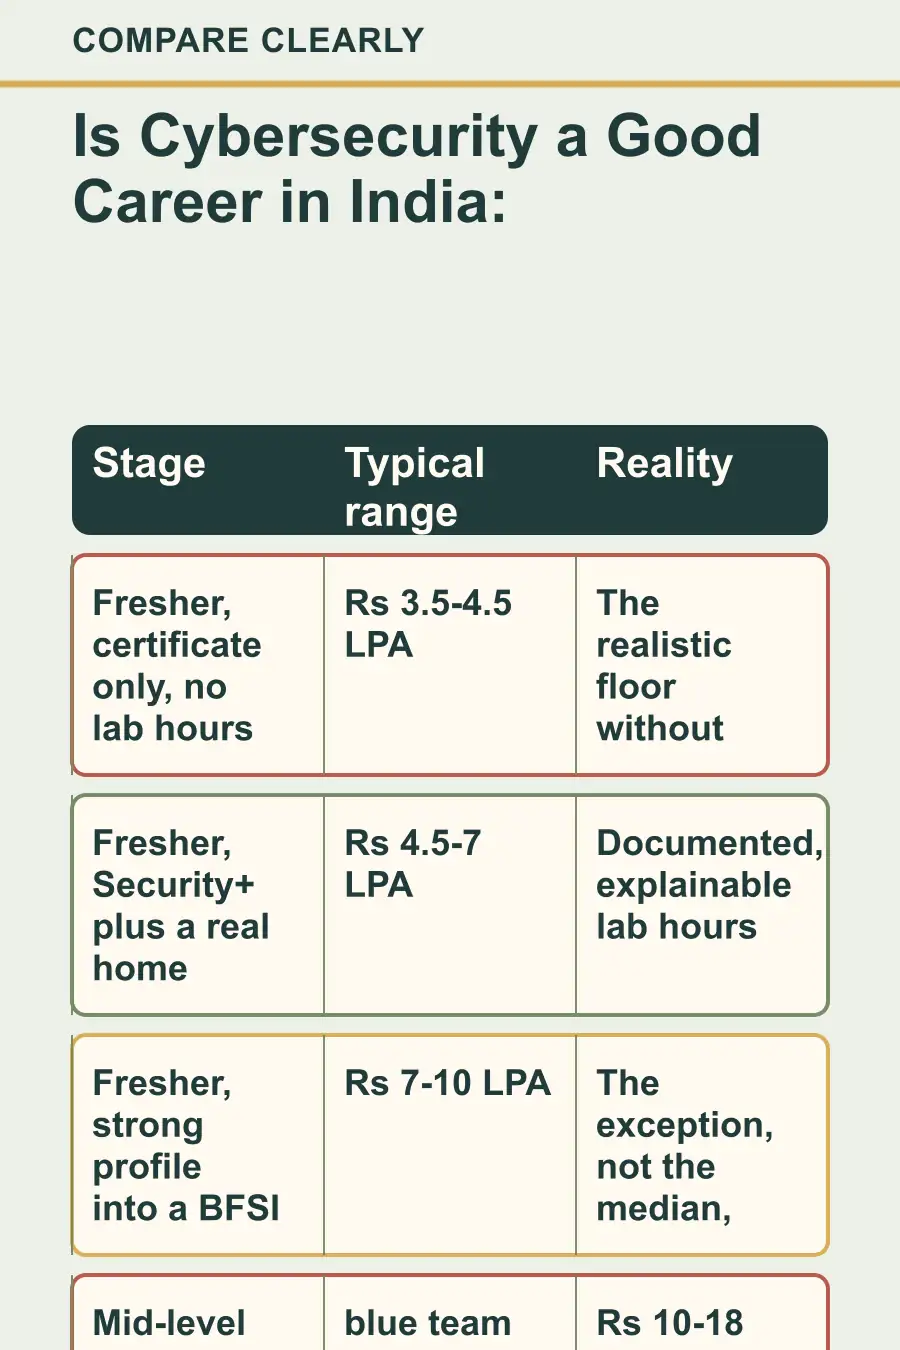 COMPARE CLEARLY
Is Cybersecurity a Good
Career in India:
Stage
Typical
range
Reality
Fresher,
certificate
only, no
lab hours
Rs 3.5-4.5
LPA
The
realistic
floor
without
Fresher,
Security+
plus a real
home
Rs 4.5-7
LPA
Documented,
explainable
lab hours
Fresher,
strong
profile
into a BFSI
Rs 7-10 LPA
The
exception,
not the
median,
Mid-level
blue team
Rs 10-18